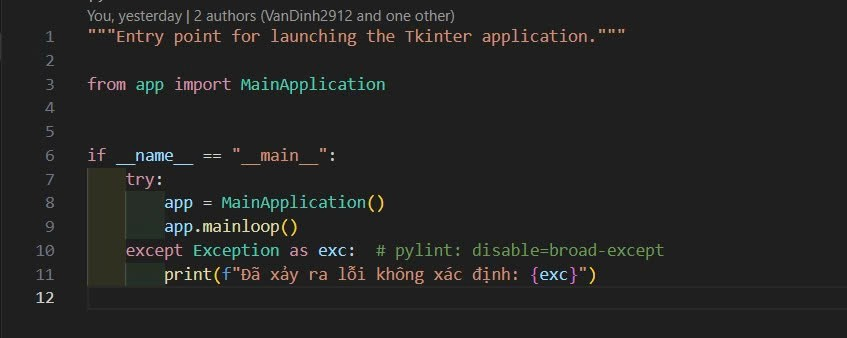 You, yesterday | 2 authors (VanDinh2912 and one other)
1 """Entry point for launching the Tkinter application."""
2
3 from app import MainApplication
4
5
6 if __name__ == "__main__":
7 try:
8 app = MainApplication()
9 app.mainloop()
10 except Exception as exc:  # pylint: disable=broad-except
11 print(f"Đã xảy ra lỗi không xác định: {exc}")
12